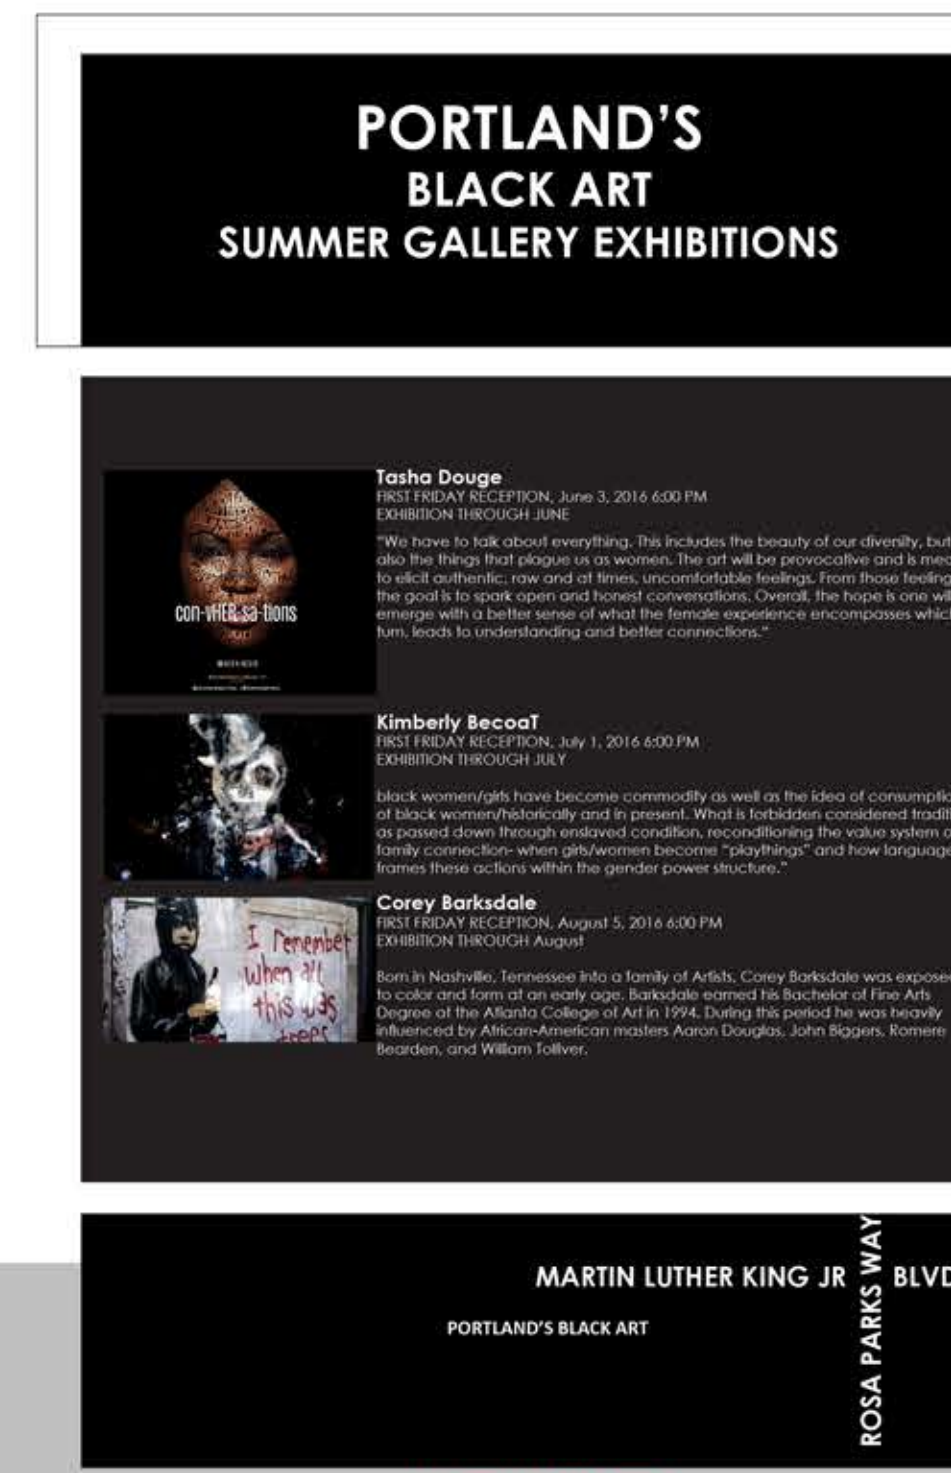 PORTLAND'S
BLACK ART
SUMMER GALLERY EXHIBITIONS
Tasha Douge
FIRST FRIDAY RECEPTION, June 3, 2016 6:00 PM
EXHIBITION THROUGH JUNE
"We have to talk about everything. This includes the beauty of our diversity, but
also the things that plague us as women. The art will be provocative and is
to elicit authentic, raw and at times, uncomfortable feelings. From those
the goal is to spark open and honest conversations. Overall, the hope is one
emerge with a better sense of what the female experience encompasses
turn, leads to understanding and better connections."
con-vHER-sa-tions
Kimberly BecoaT
FIRST FRIDAY RECEPTION, July 1, 2016 6:00 PM
EXHIBITION THROUGH JULY
black women/girls have become commodity as well as the idea of
of black women/historically and in present. What is forbidden considered
as passed down through enslaved condition, reconditioning the value system
family connection- when girls/women become "playthings" and how language
frames these actions within the gender power structure."
Corey Barksdale
FIRST FRIDAY RECEPTION, August 5, 2016 6:00 PM
EXHIBITION THROUGH August
Born in Nashville, Tennessee into a family of Artists, Corey Barksdale was
to color and form at an early age. Barksdale earned his Bachelor of Fine Arts
Degree at the Atlanta College of Art in 1994. During this period he was heavily
influenced by African-American masters Aaron Douglas, John Biggers, Romere
Bearden, and William Tolliver.
I remember
when all
this was
trees
MARTIN LUTHER KING JR BLVD
ROSA PARKS WAY
PORTLAND'S BLACK ART